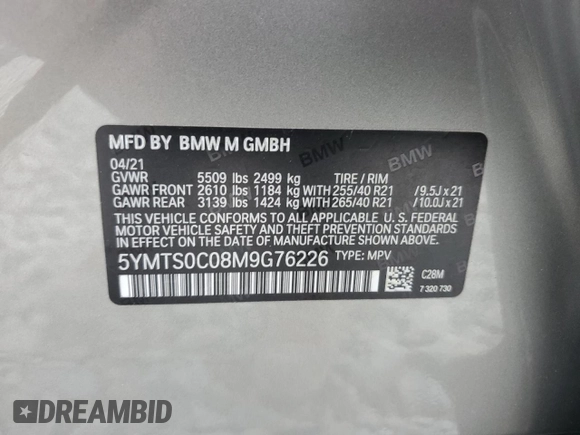 MFD BY BMW M GMBH
04/21
GVWR 5509 lbs 2499 kg TIRE / RIM
GAWR FRONT 2610 lbs 1184 kg WITH 255/40 R21 / 9.5J x 21
GAWR REAR 3139 lbs 1424 kg WITH 265/40 R21 / 10.0J x 21
THIS VEHICLE CONFORMS TO ALL APPLICABLE U. S. FEDERAL
MOTOR VEHICLE SAFETY AND THEFT PREVENTION STANDARDS
IN EFFECT ON THE DATE OF MANUFACTURE SHOWN ABOVE.
5YMTS0C08M9G76226 TYPE: MPV
C28M
7 320 730
DREAMBID